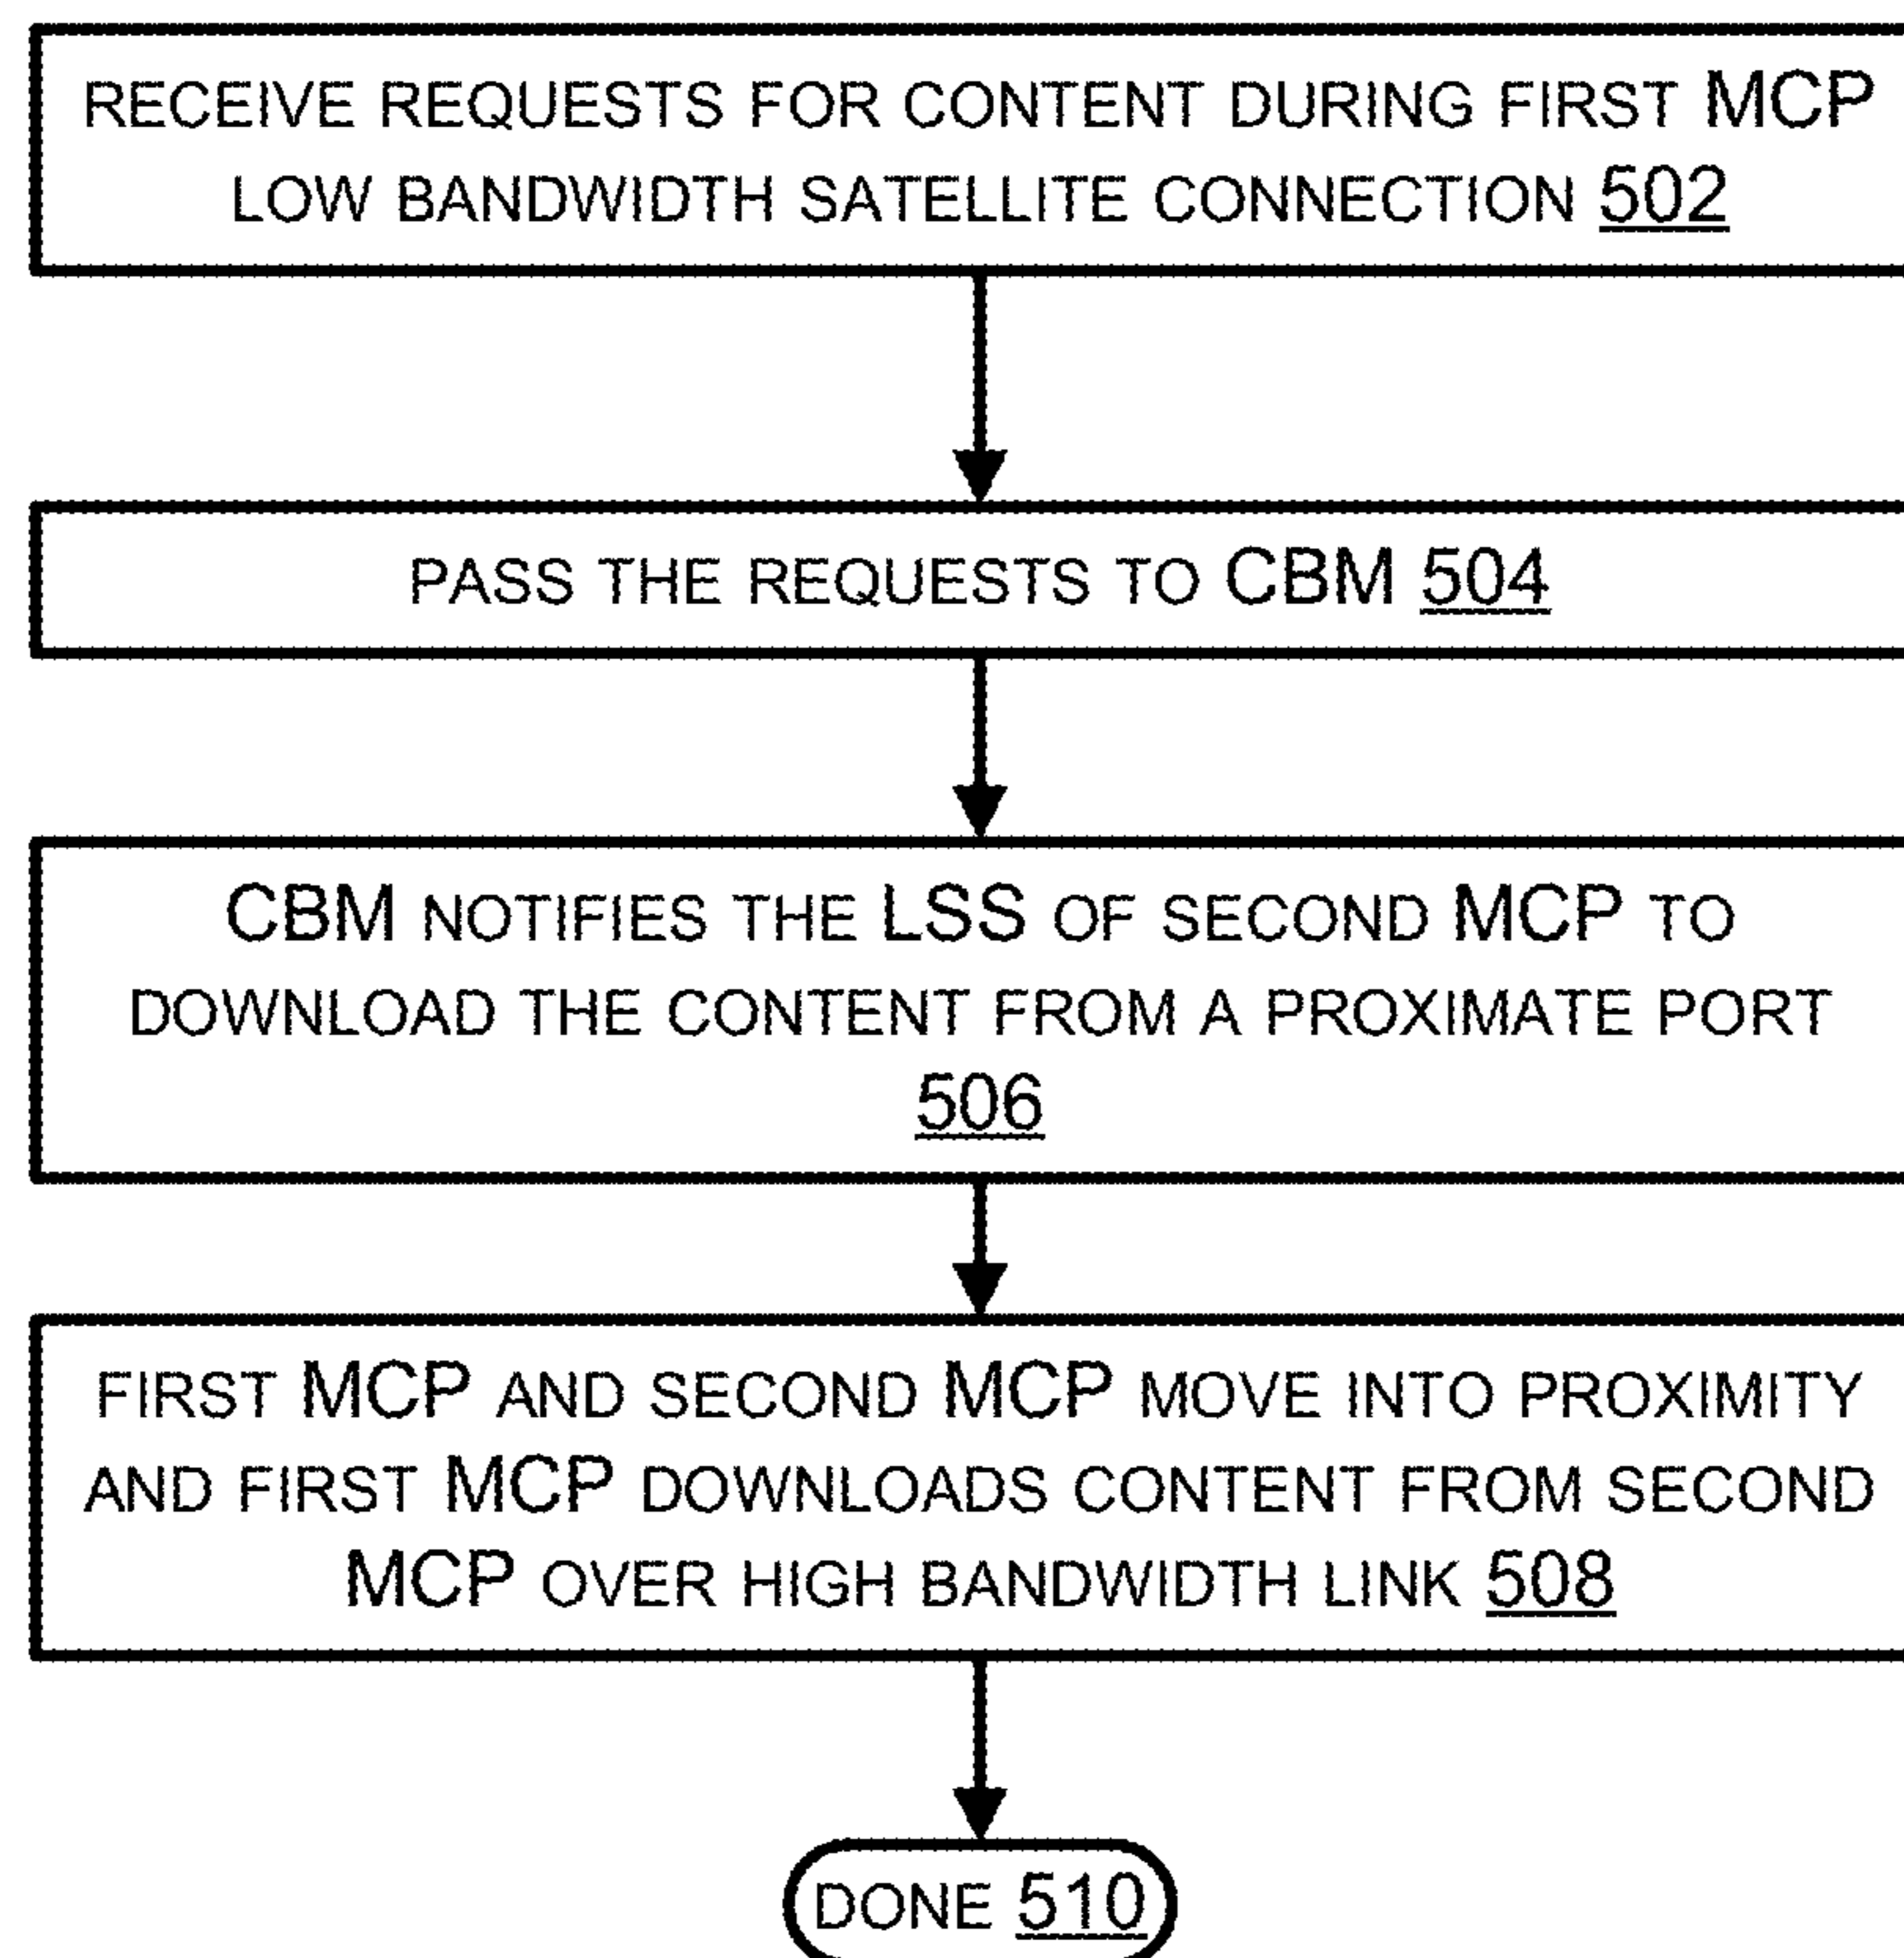 RECEIVE REQUESTS FOR CONTENT DURING FIRST MCP
LOW BANDWIDTH SATELLITE CONNECTION 502
PASS THE REQUESTS TO CBM 504
CBM NOTIFIES THE LSS OF SECOND MCP TO
DOWNLOAD THE CONTENT FROM A PROXIMATE PORT
506
FIRST MCP AND SECOND MCP MOVE INTO PROXIMITY
AND FIRST MCP DOWNLOADS CONTENT FROM SECOND
MCP OVER HIGH BANDWIDTH LINK 508
DONE 510